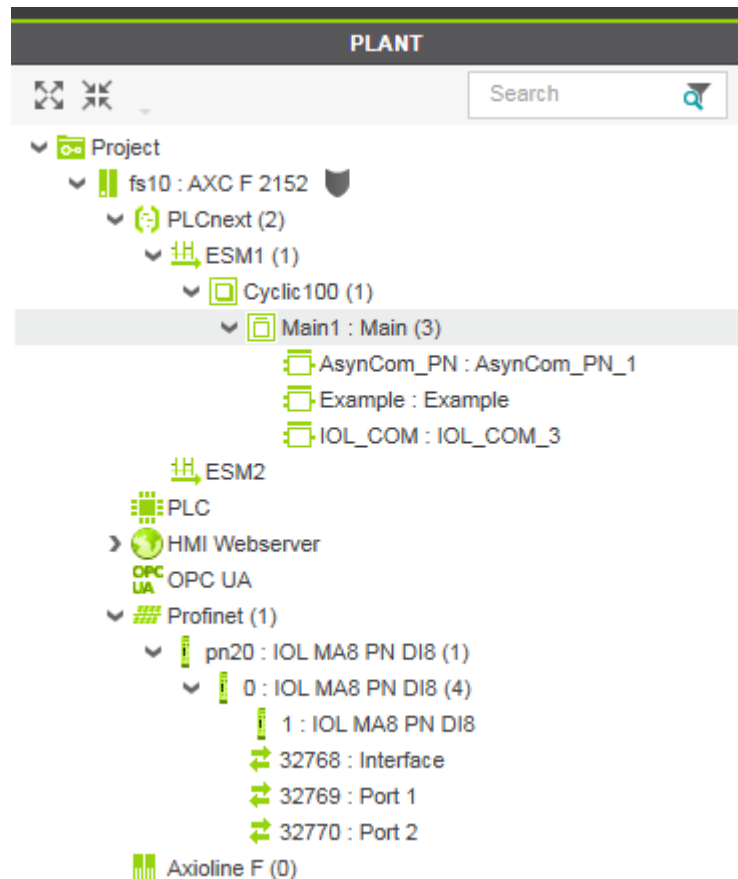 PLANT
Search
Project
fs10 : AXC F 2152
PLCnext (2)
ESM1 (1)
Cyclic100 (1)
Main1 : Main (3)
AsynCom_PN : AsynCom_PN_1
Example : Example
IOL_COM : IOL_COM_3
ESM2
PLC
HMI Webserver
OPC UA OPC UA
Profinet (1)
pn20 : IOL MA8 PN DI8 (1)
0 : IOL MA8 PN DI8 (4)
1 : IOL MA8 PN DI8
32768 : Interface
32769 : Port 1
32770 : Port 2
Axioline F (0)